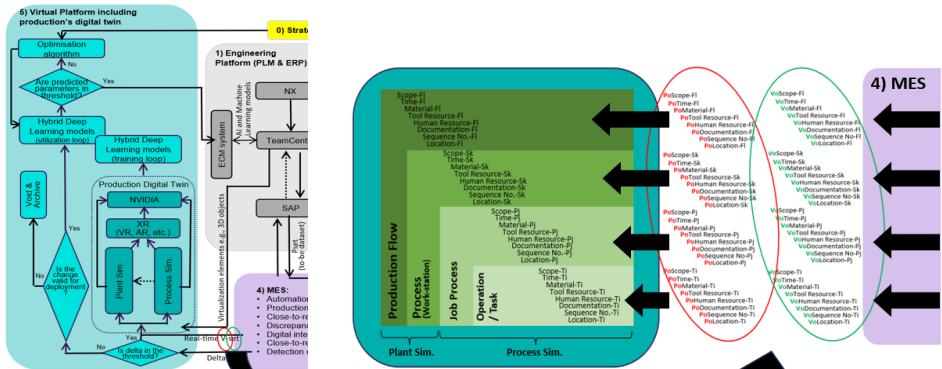 5) Virtual Platform including
production's digital twin
0) Strate
Optimisation
algorithm
No
Are predicted
parameters in
threshold?
Yes
Hybrid Deep
Learning models
(utilization loop)
Hybrid Deep
Learning models
(training loop)
Production Digital Twin
NVIDIA
XR
(VR, AR, etc.)
Plant Sim
Process Sim
Void &
Archive
No
Is the
change valid
for
deployment
?
Yes
No
Yes
Is delta in the
threshold?
1) Engineering
Platform (PLM & ERP)
NX
ECM system
AI and Machine
Learning models
TeamCent
SAP
Virtualization elements e.g., 3D objects
Part
(to-be dataset)
4) MES:
Automation
Production
Close-to-re
Discrepan
Digital inte
Close-to-re
Detection
Real-time V-set
Delta
Production Flow
Scope-Fl
Time-Fl
Material-Fl
Tool Resource-Fl
Human Resource-Fl
Documentation-Fl
Sequence No.-Fl
Location-Fl
Process
(Work-station)
Scope-Sk
Time-Sk
Material-Sk
Tool Resource-Sk
Human Resource-Sk
Documentation-Sk
Sequence No.-Sk
Location-Sk
Job Process
Scope-Pj
Time-Pj
Material-Pj
Tool Resource-Pj
Human Resource-Pj
Documentation-Pj
Sequence No-Pj
Location-Pj
Operation
/ Task
Scope-Ti
Time-Ti
Material-Ti
Tool Resource-Ti
Human Resource-Ti
Documentation-Ti
Sequence No.-Ti
Location-Ti
Plant Sim.
Process Sim.
PoScope-Fl
PoTime-Fl
PoMaterial-Fl
PoTool Resource-Fl
PoHuman Resource-Fl
PoDocumentation-Fl
PoSequence No-Fl
PoLocation-Fl
PoScope-Sk
PoTime-Sk
PoMaterial-Sk
PoTool Resource-Sk
PoHuman Resource-Sk
PoDocumentation-Sk
PoSequence No-Sk
PoLocation-Sk
PoScope-Pj
PoTime-Pj
PoMaterial-Pj
PoTool Resource-Pj
PoHuman Resource-Pj
PoDocumentation-Pj
PoSequence No-Pj
PoLocation-Pj
PoScope-Ti
PoTime-Ti
PoMaterial-Ti
PoTool Resource-Ti
PoHuman Resource-Ti
PoDocumentation-Ti
PoSequence No-Ti
PoLocation-Ti
VoScope-Fl
VoTime-Fl
VoMaterial-Fl
VoTool Resource-Fl
VoHuman Resource-Fl
VoDocumentation-Fl
VoSequence No-Fl
VoLocation-Fl
VoScope-Sk
VoTime-Sk
VoMaterial-Sk
VoTool Resource-Sk
VoHuman Resource-Sk
VoDocumentation-Sk
VoSequence No-Sk
VoLocation-Sk
VoScope-Pj
VoTime-Pj
VoMaterial-Pj
VoTool Resource-Pj
VoHuman Resource-Pj
VoDocumentation-Pj
VoSequence No-Pj
VoLocation-Pj
VoScope-Ti
VoTime-Ti
VoMaterial-Ti
VoTool Resource-Ti
VoHuman Resource-Ti
VoDocumentation-Ti
VoSequence No-Ti
VoLocation-Ti
4) MES